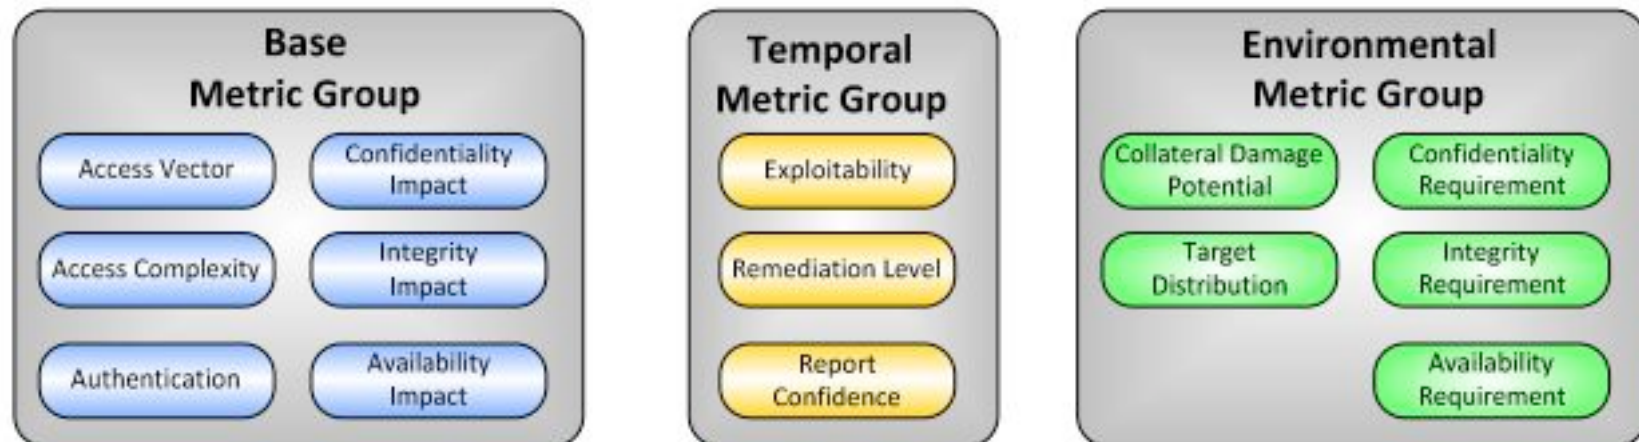 Base
Metric Group
Access Vector
Confidentiality
Impact
Access Complexity
Integrity
Impact
Authentication
Availability
Impact
Temporal
Metric Group
Exploitability
Remediation Level
Report
Confidence
Environmental
Metric Group
Collateral Damage
Potential
Confidentiality
Requirement
Target
Distribution
Integrity
Requirement
Availability
Requirement